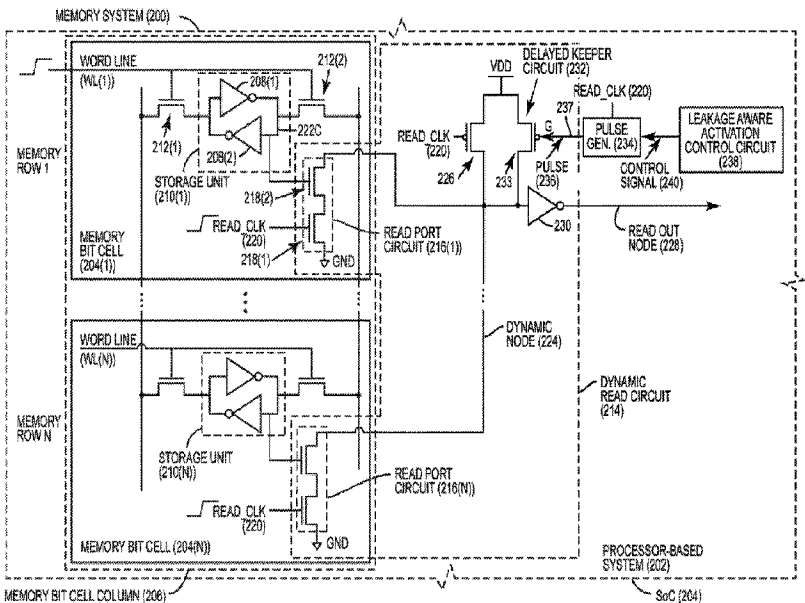 MEMORY SYSTEM (200)
WORD LINE
(WL(1))
212(2)
208(1)
222C
212(1)
208(2)
MEMORY
ROW 1
STORAGE UNIT
(210(1))
218(2)
READ_CLK
(220)
218(1)
READ PORT
CIRCUIT (216(1))
GND
MEMORY
BIT CELL
(204(1))
DELAYED KEEPER
CIRCUIT (232)
VDD
READ_CLK
(220)
226
233
G
237
PULSE
(236)
READ_CLK(220)
PULSE
GEN. (234)
CONTROL
SIGNAL (240)
LEAKAGE AWARE
ACTIVATION
CONTROL CIRCUIT
(238)
230
READ OUT
NODE (228)
DYNAMIC
NODE (224)
DYNAMIC
READ CIRCUIT
(214)
WORD LINE
(WL(N))
MEMORY
ROW N
STORAGE UNIT
(210(N))
READ PORT
CIRCUIT (216(N))
READ_CLK
(220)
GND
MEMORY BIT CELL (204(N))
MEMORY BIT CELL COLUMN (206)
PROCESSOR-BASED
SYSTEM (202)
SoC (204)